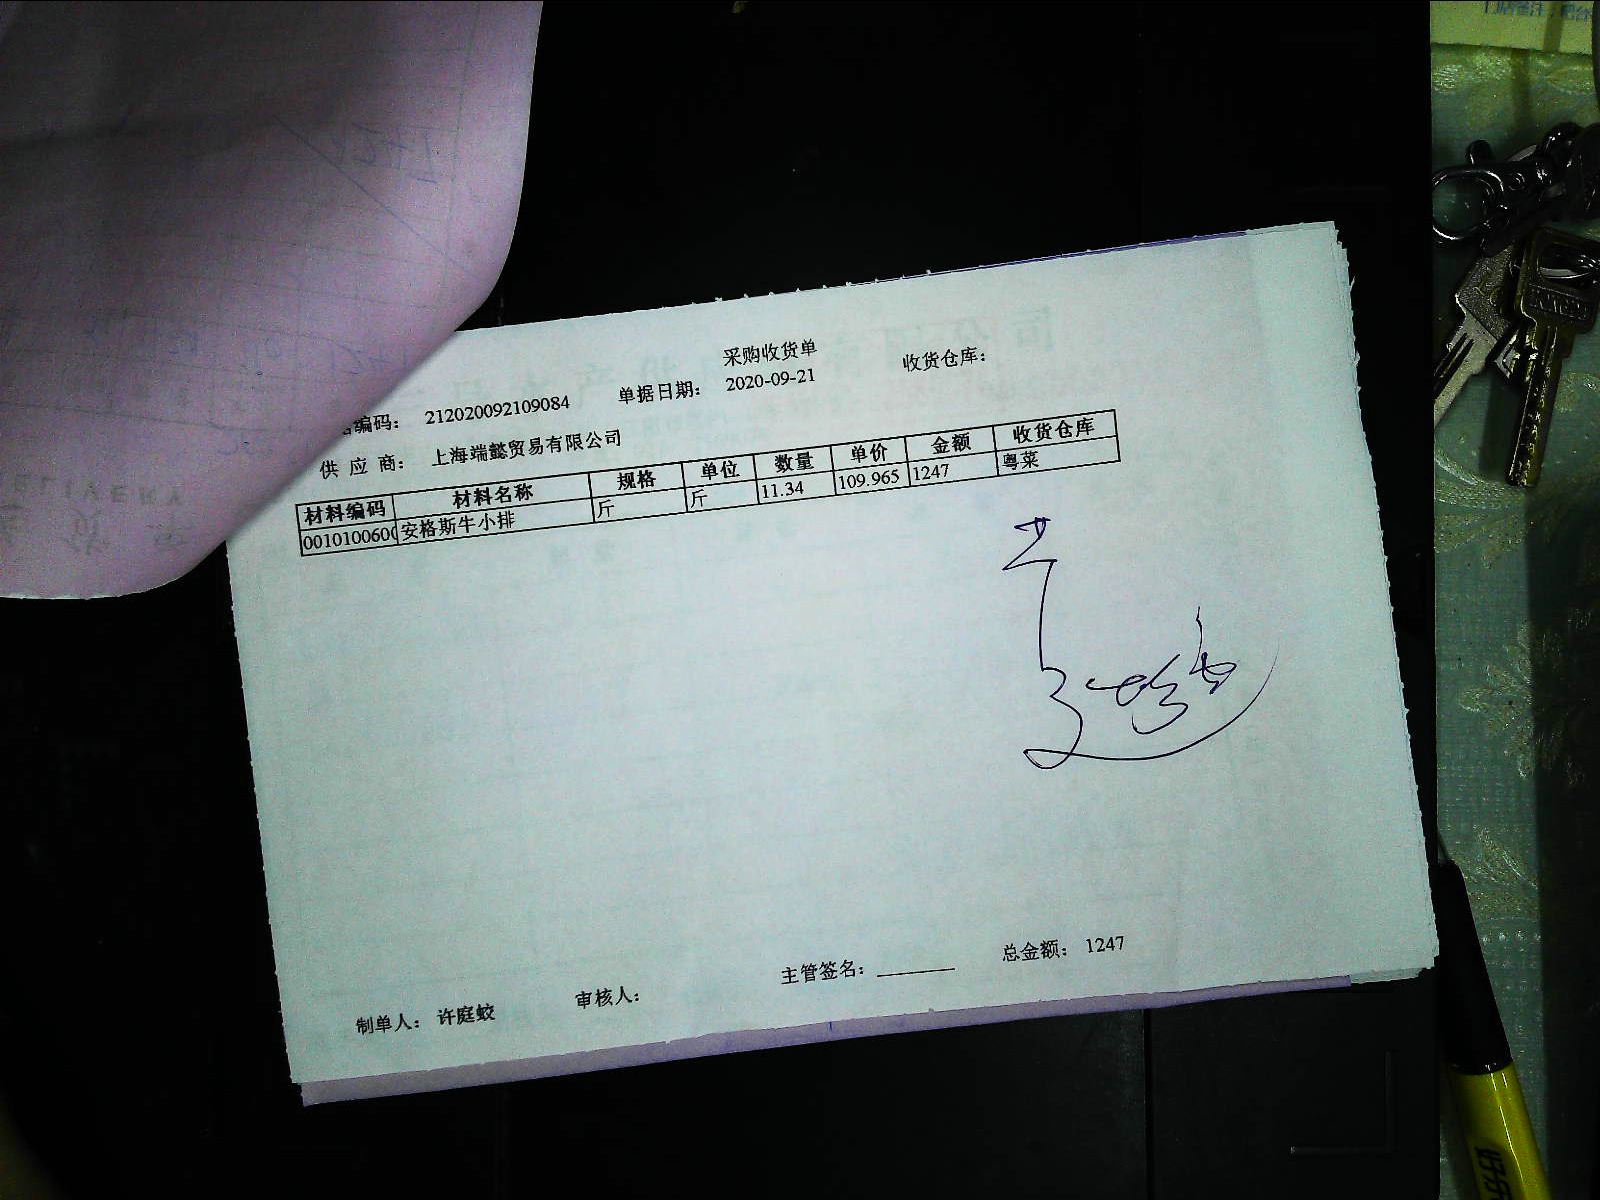 采购收货单
编码： 212020092109084 单据日期： 2020-09-21 收货仓库：
供 应 商： 上海端懿贸易有限公司
材料编码 材料名称 规格 单位 数量 单价 金额 收货仓库
0010100600 安格斯牛小排 斤 斤 11.34 109.965 1247 粤菜
制单人： 许庭蛟 审核人： 主管签名： 总金额： 1247